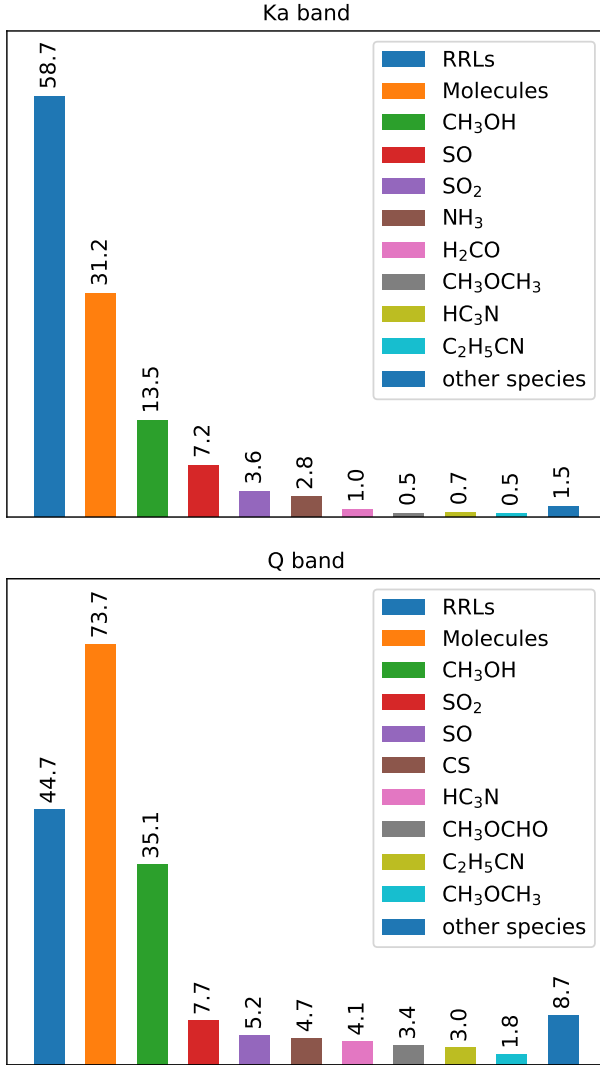 Ka band
58.7
31.2
13.5
7.2
3.6
2.8
1.0
0.5
0.7
0.5
1.5
RRLs
Molecules
CH₃OH
SO
SO₂
NH₃
H₂CO
CH₃OCH₃
HC₃N
C₂H₅CN
other species
Q band
44.7
73.7
35.1
7.7
5.2
4.7
4.1
3.4
3.0
1.8
8.7
RRLs
Molecules
CH₃OH
SO₂
SO
CS
HC₃N
CH₃OCHO
C₂H₅CN
CH₃OCH₃
other species